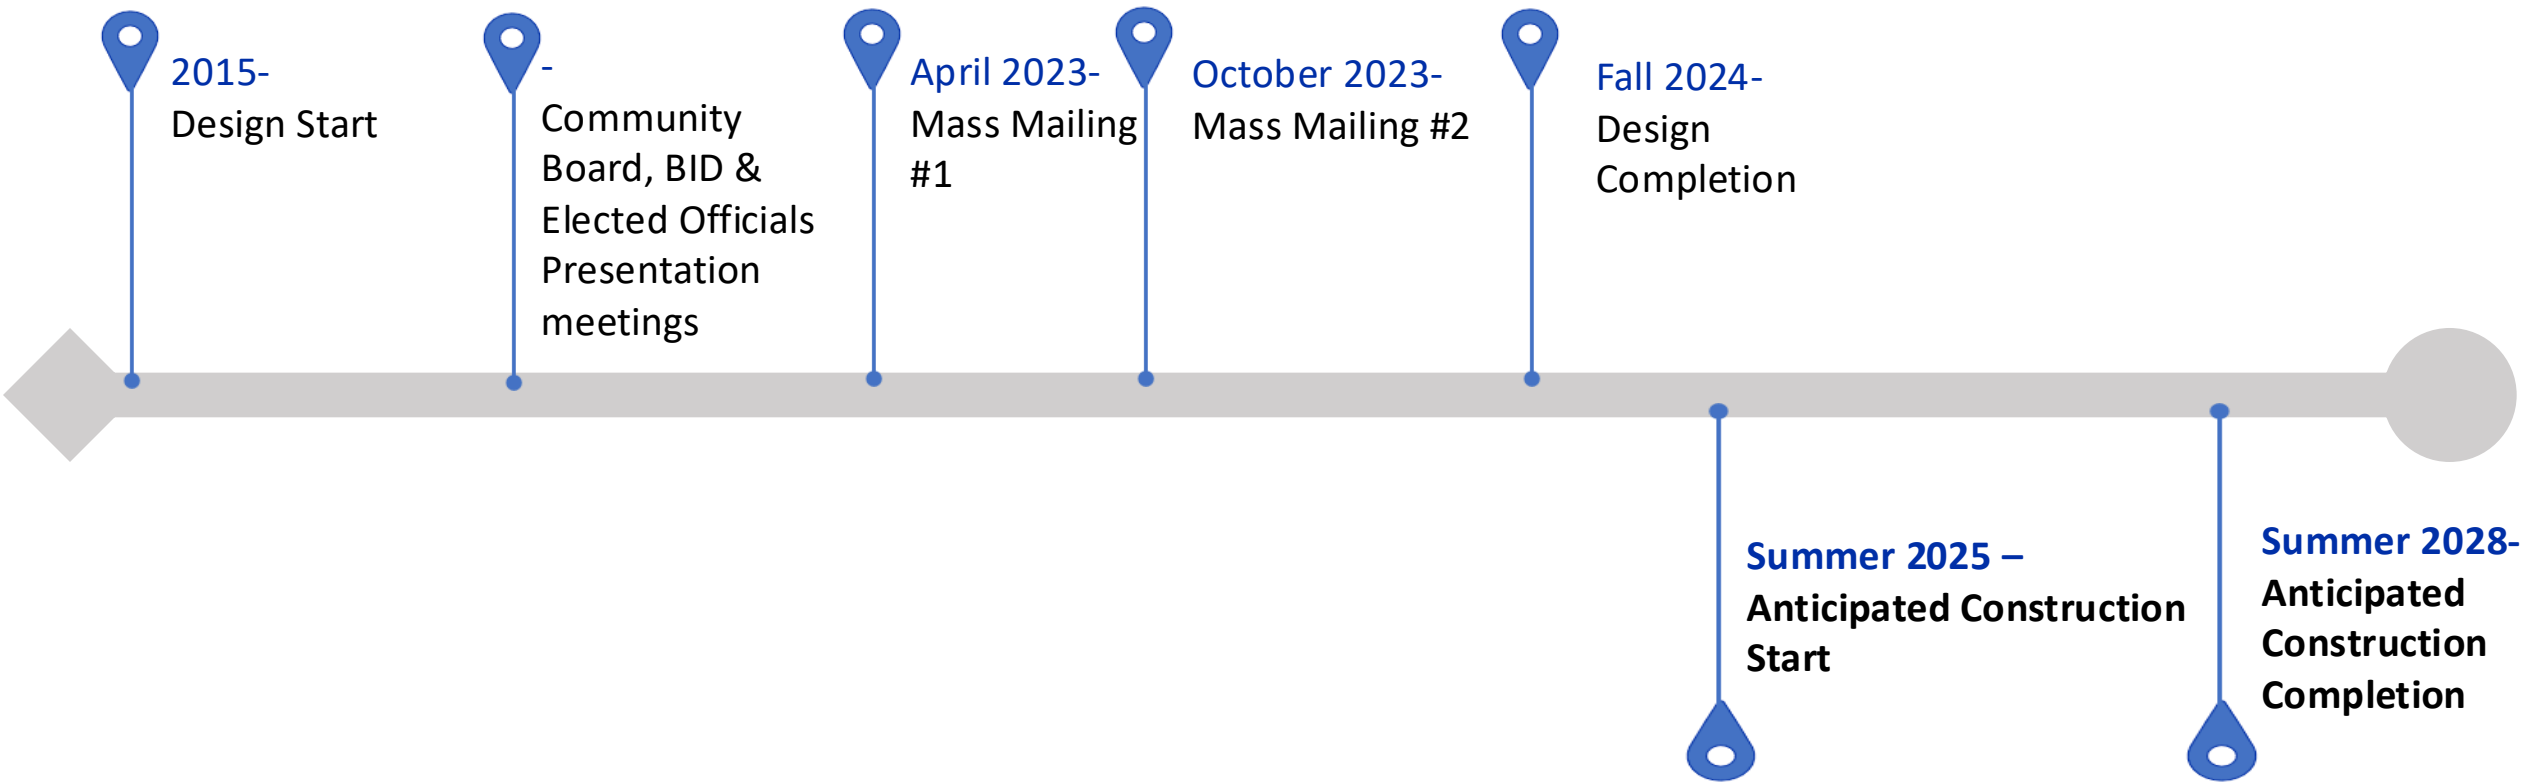 2015-
Design Start
-
Community
Board, BID &
Elected Officials
Presentation
meetings
April 2023-
Mass Mailing
#1
October 2023-
Mass Mailing #2
Fall 2024-
Design
Completion
Summer 2025 –
Anticipated Construction
Start
Summer 2028-
Anticipated
Construction
Completion